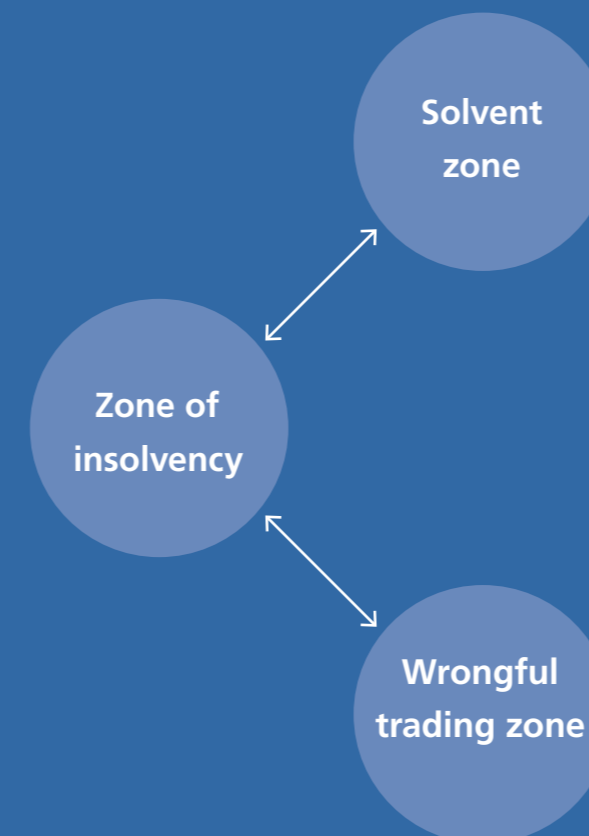 Solvent
zone
Zone of
insolvency
Wrongful
trading zone